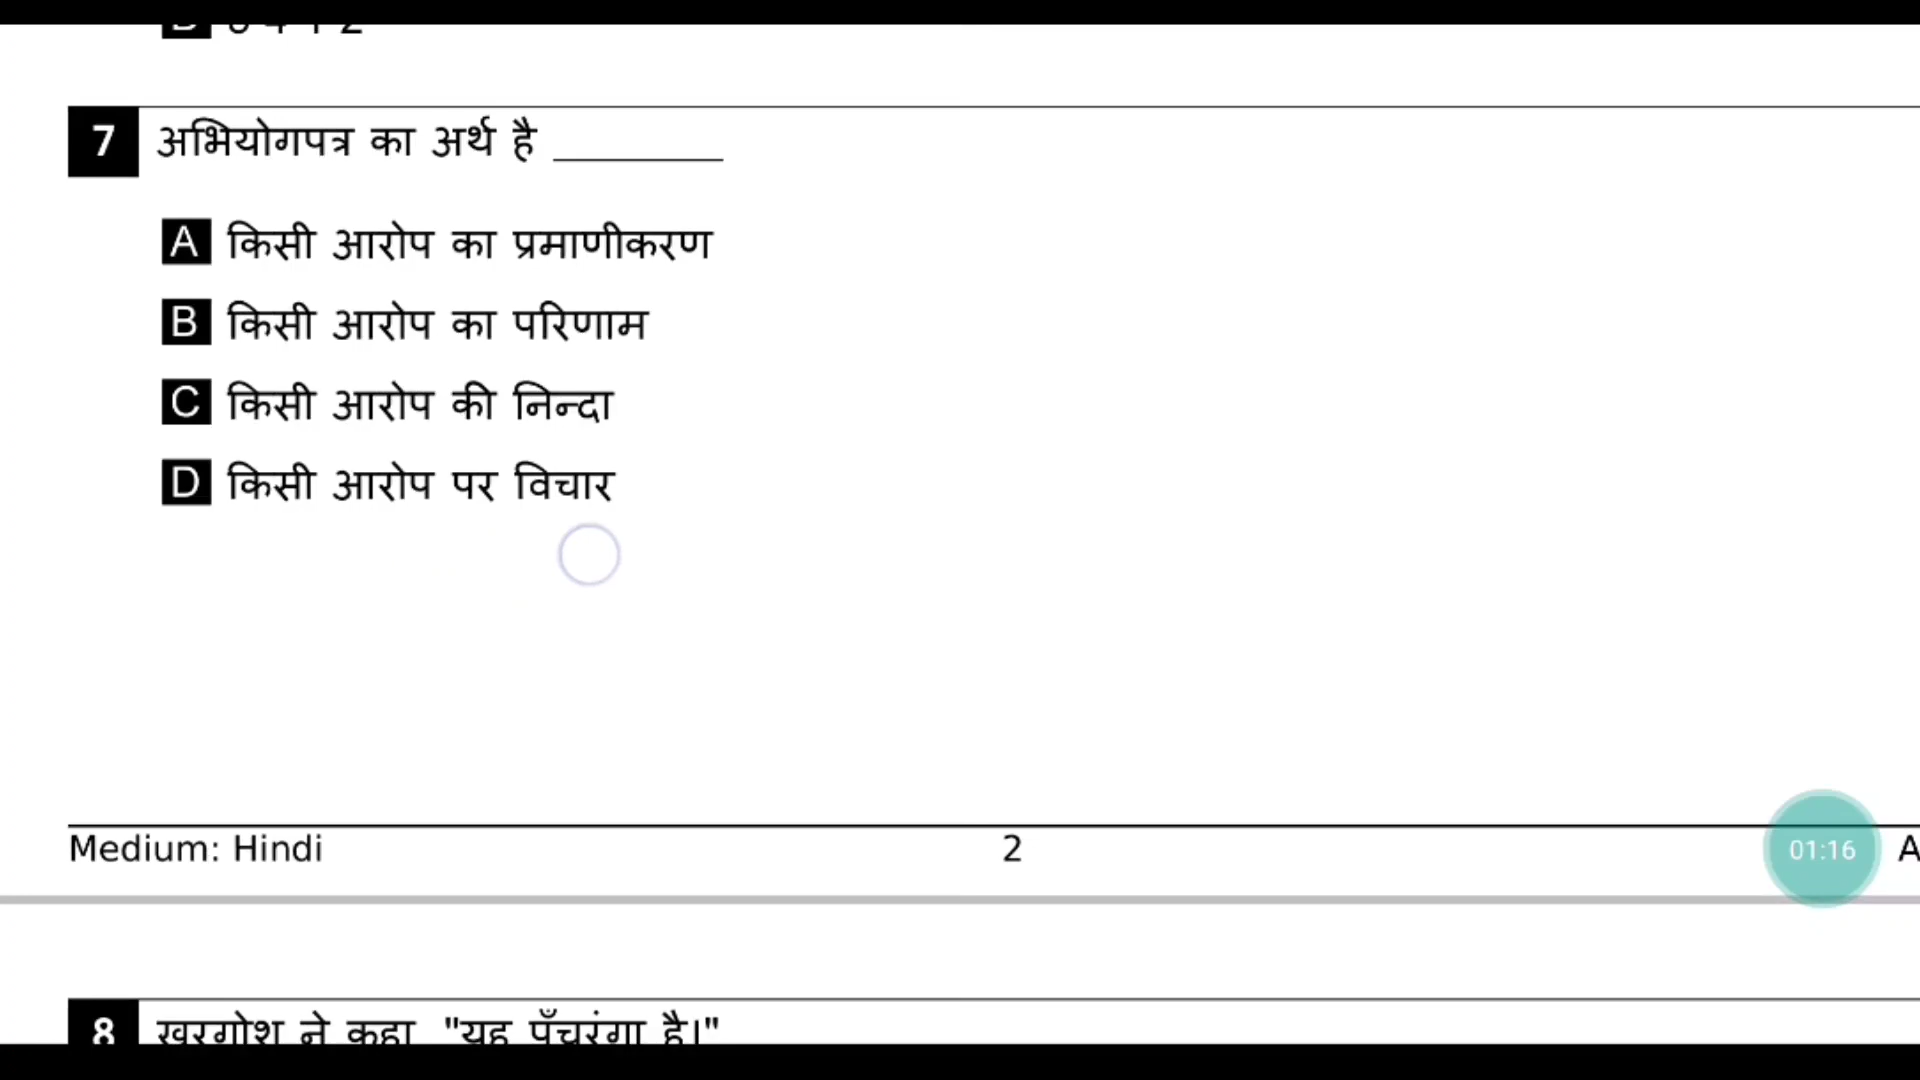 7 अभियोगपत्र का अर्थ है ________
A किसी आरोप का प्रमाणीकरण
B किसी आरोप का परिणाम
C किसी आरोप की निन्दा
D किसी आरोप पर विचार
Medium: Hindi 2 01:16 A
8 खरगोश ने कहा "यह पँचरंगा है।"